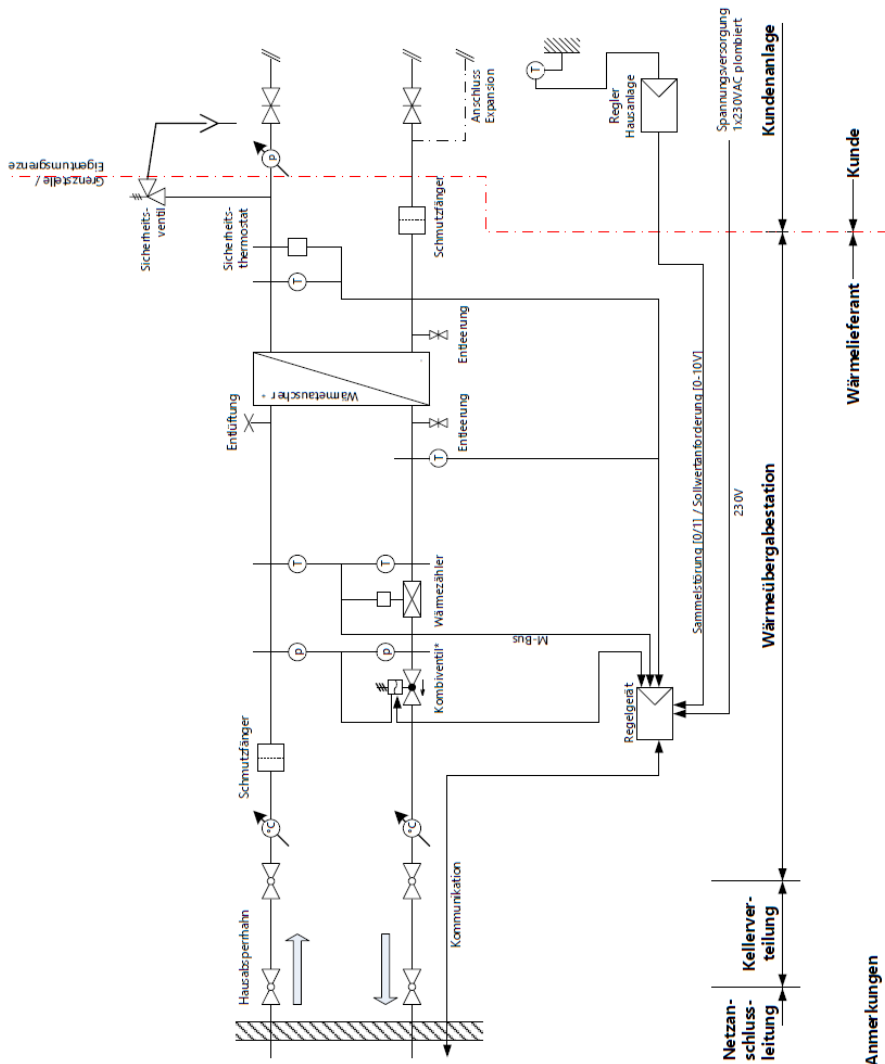 Grenzstelle /
Eigentumsgrenze
Sicherheits-
ventil
Sicherheits-
thermostat
p
T
Entlüftung
Wärmetauscher
T
p
Schmutzfänger
°C
Hausabsperrhahn
Anschluss
Expansion
Schmutzfänger
Entleerung
Entleerung
T
T
Wärmezähler
p
Kombiventil*
°C
T
Regler
Hausanlage
M-Bus
Regelgerät
Kommunikation
Sammelstörung [0/1] / Sollwertanforderung [0-10V]
230V
Spannungsversorgung
1x230VAC plombiert
Netzan-
schluss-
leitung
Kellerver-
teilung
Wärmeübergabestation
Kundenanlage
Wärmelieferant
Kunde
Anmerkungen